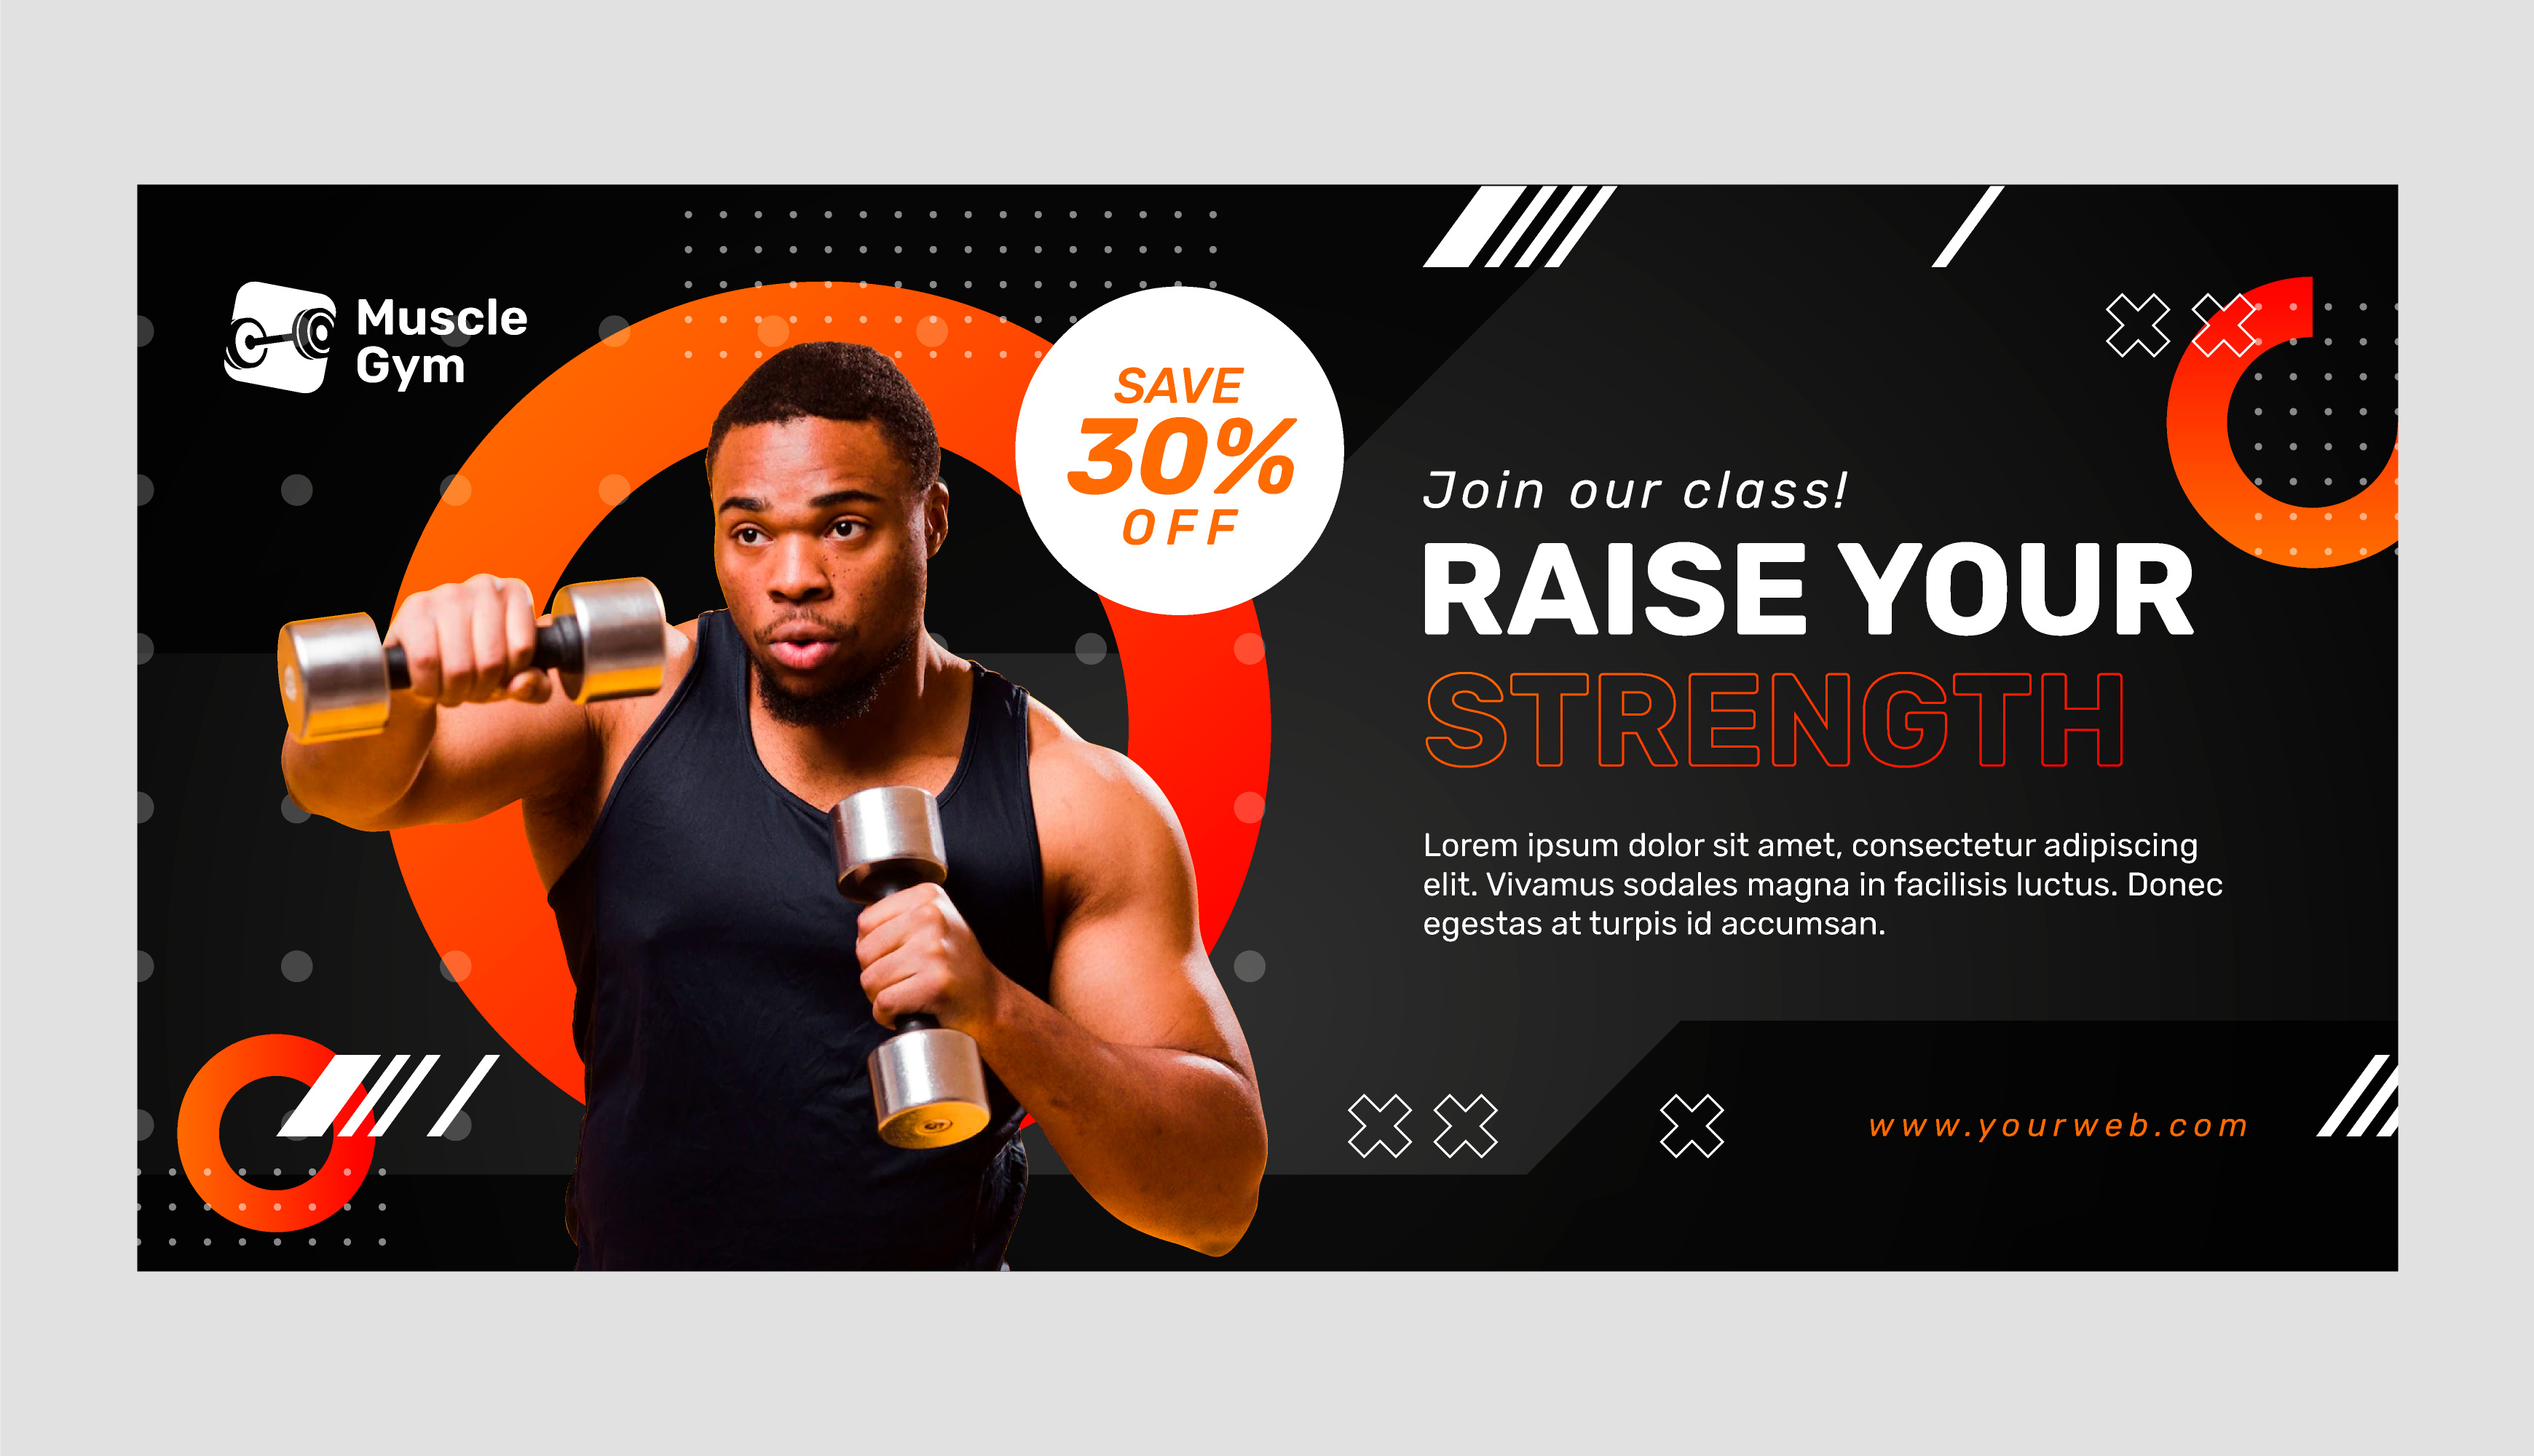 Muscle
Gym
SAVE
30%
OFF
Join our class!
RAISE YOUR
STRENGTH
Lorem ipsum dolor sit amet, consectetur adipiscing
elit. Vivamus sodales magna in facilisis luctus. Donec
egestas at turpis id accumsan.
www.yourweb.com